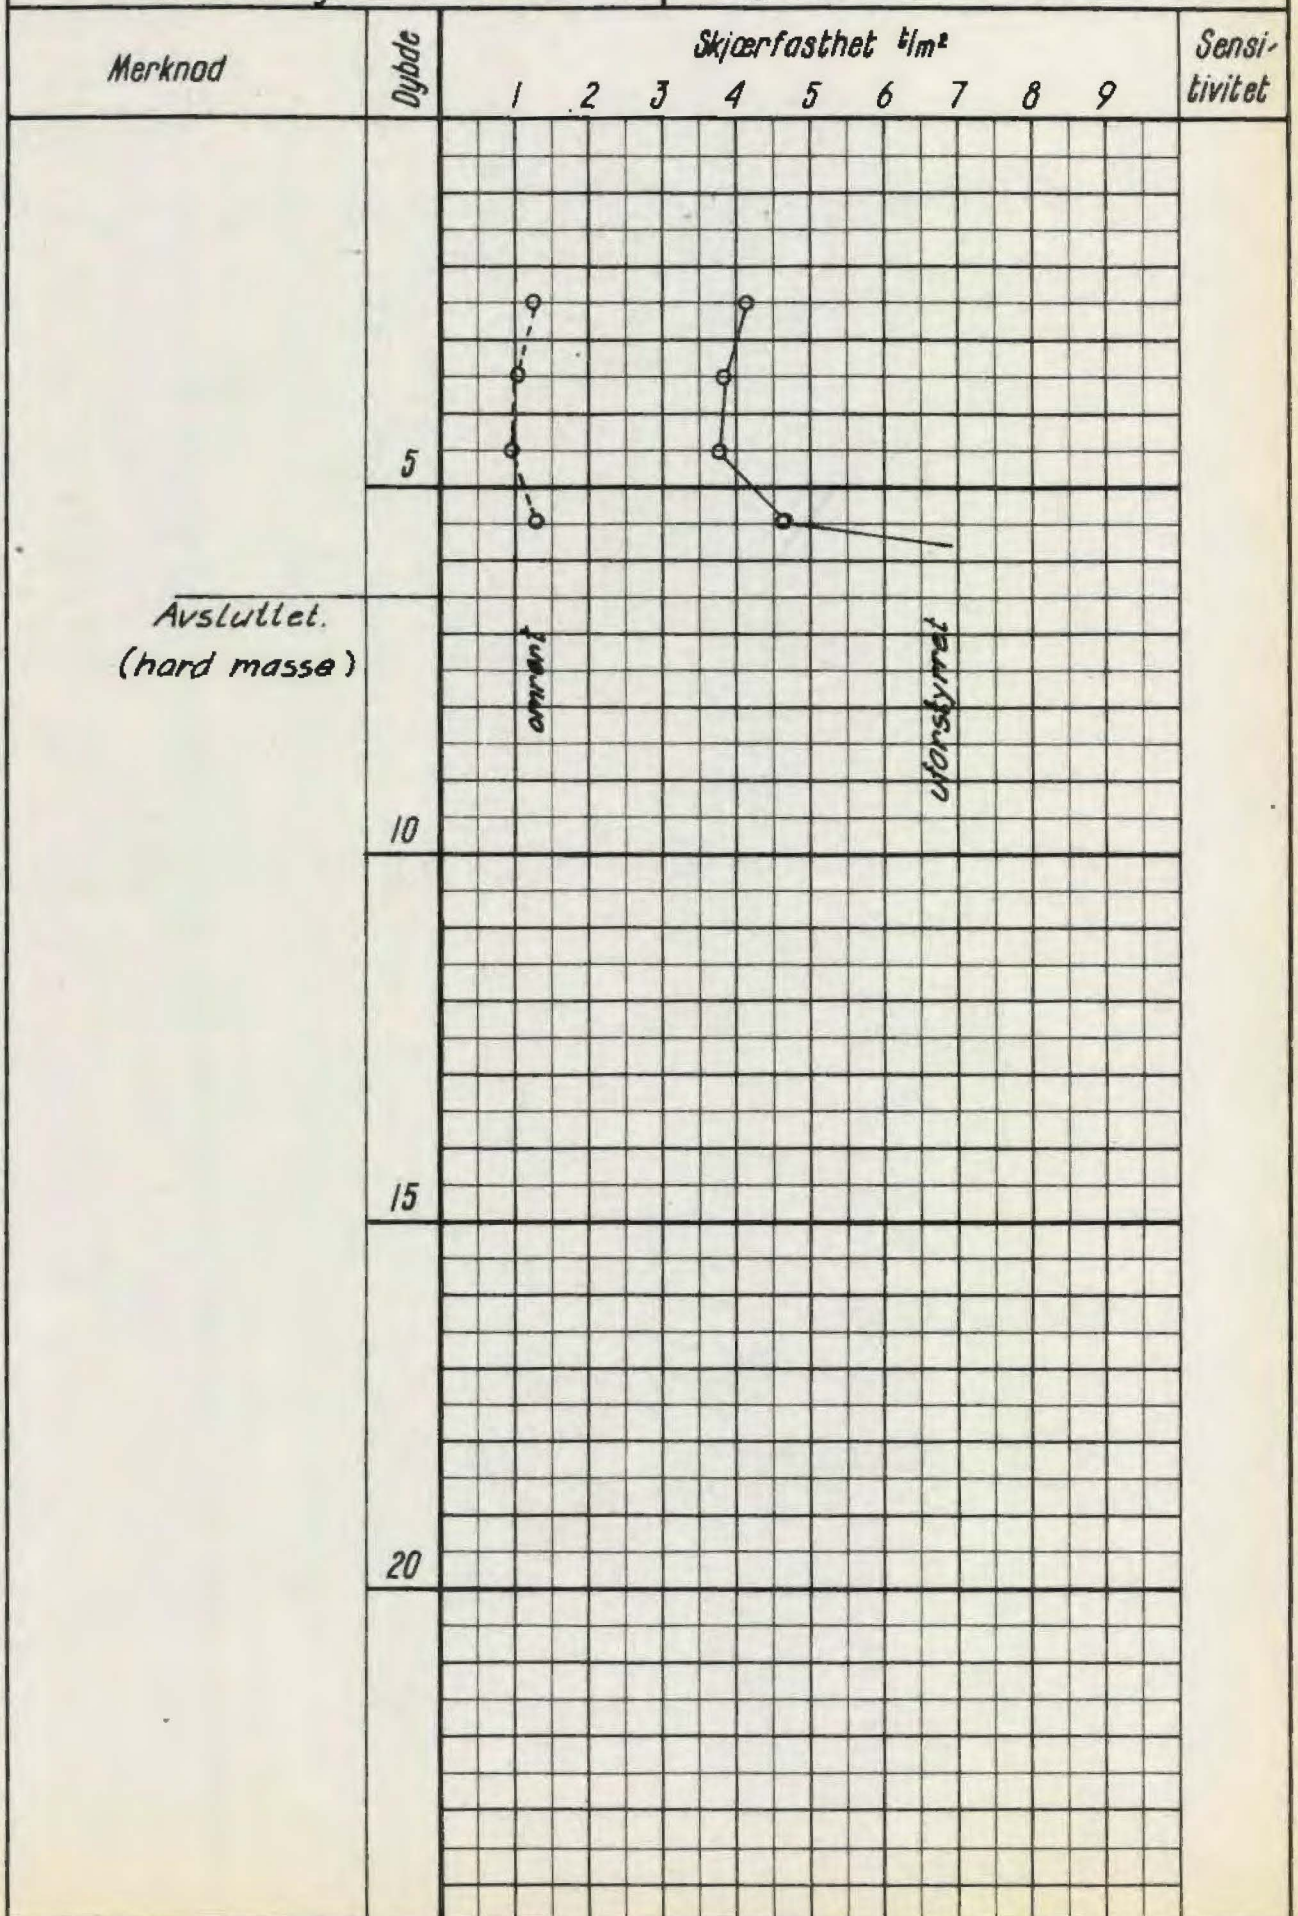 Merknad
Dybde
Skjærfasthet t/m²
1 2 3 4 5 6 7 8 9
Sensi-
tivitet
5
Avsluttet.
(hard masse)
omrørt
uforstyrret
10
15
20